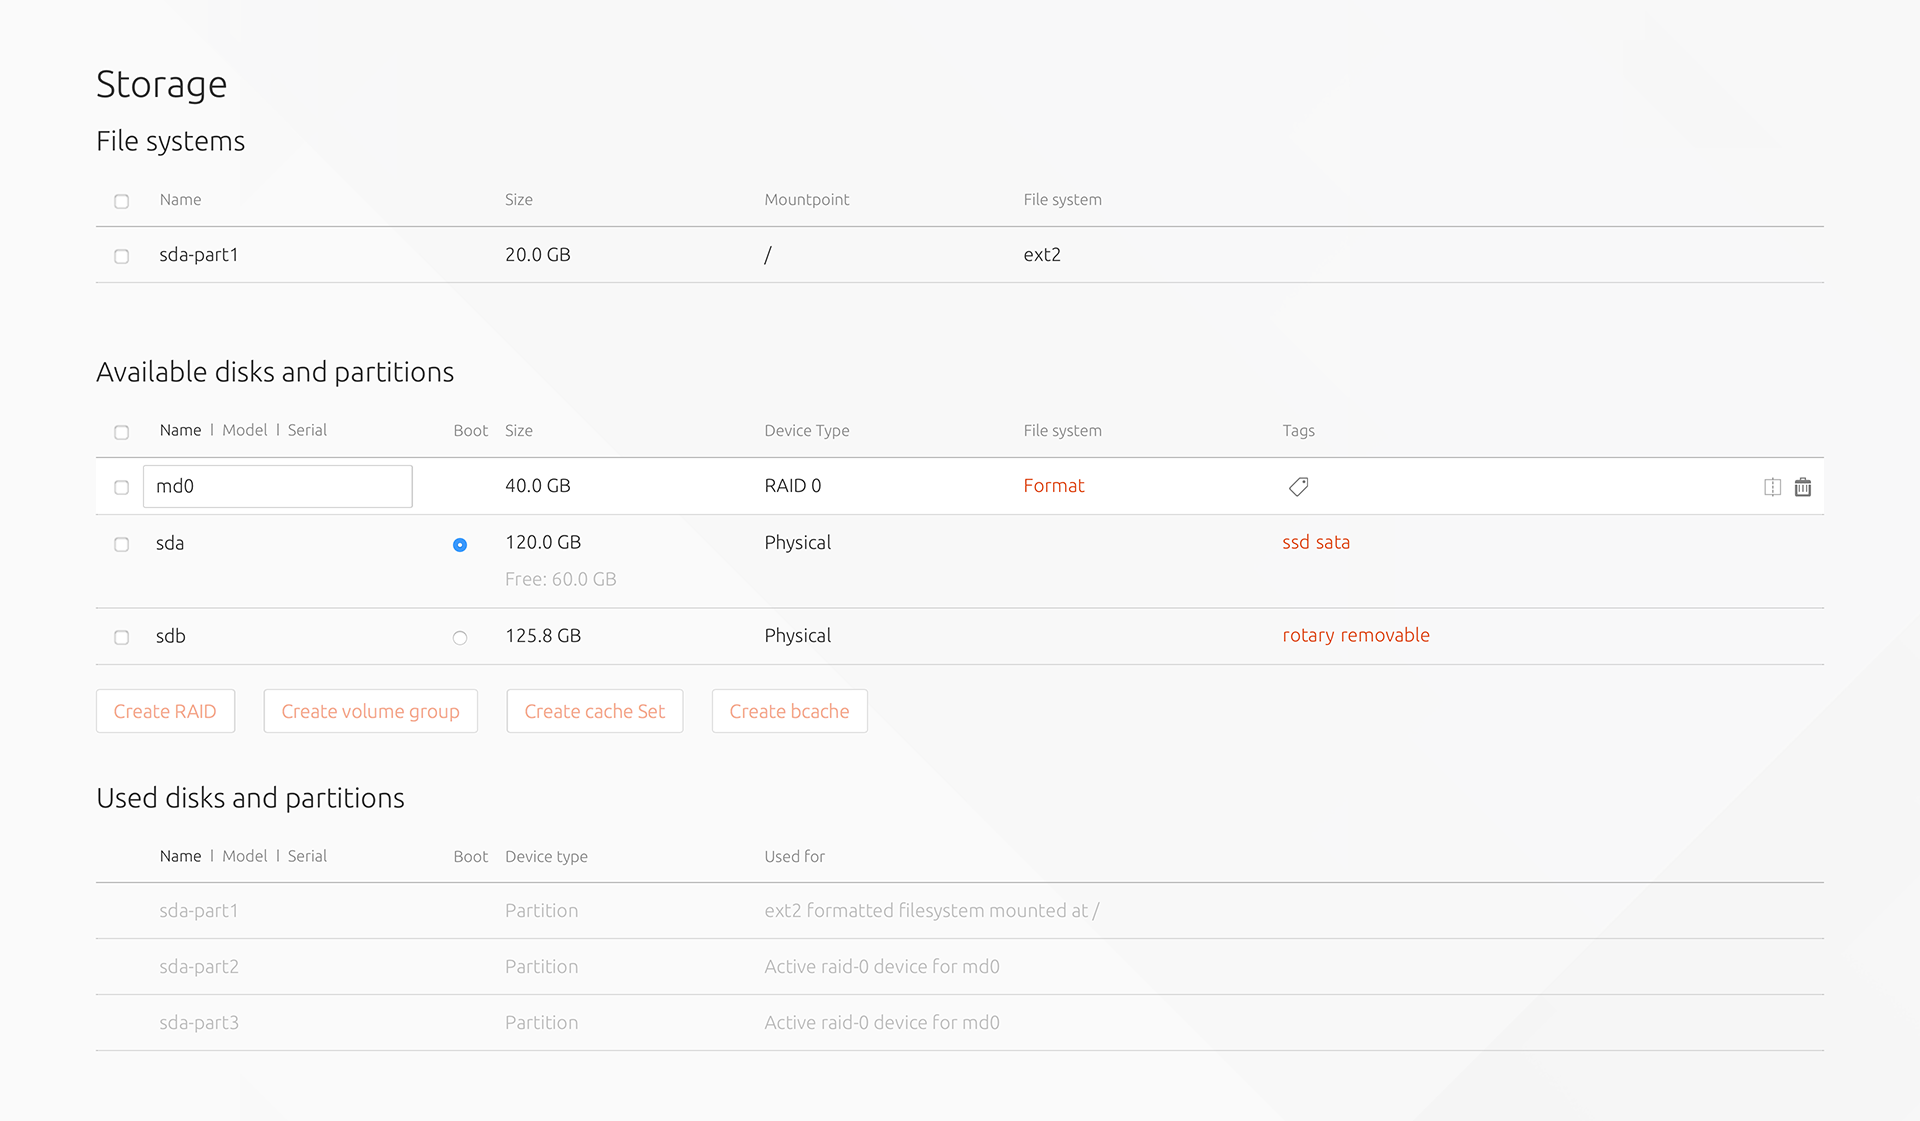 Storage
File systems
Name Size Mountpoint File system
sda-part1 20.0 GB / ext2
Available disks and partitions
Name | Model | Serial Boot Size Device Type File system Tags
md0 40.0 GB RAID 0 Format
sda 120.0 GB Physical ssd sata
Free: 60.0 GB
sdb 125.8 GB Physical rotary removable
Create RAID Create volume group Create cache Set Create bcache
Used disks and partitions
Name | Model | Serial Boot Device type Used for
sda-part1 Partition ext2 formatted filesystem mounted at /
sda-part2 Partition Active raid-0 device for md0
sda-part3 Partition Active raid-0 device for md0